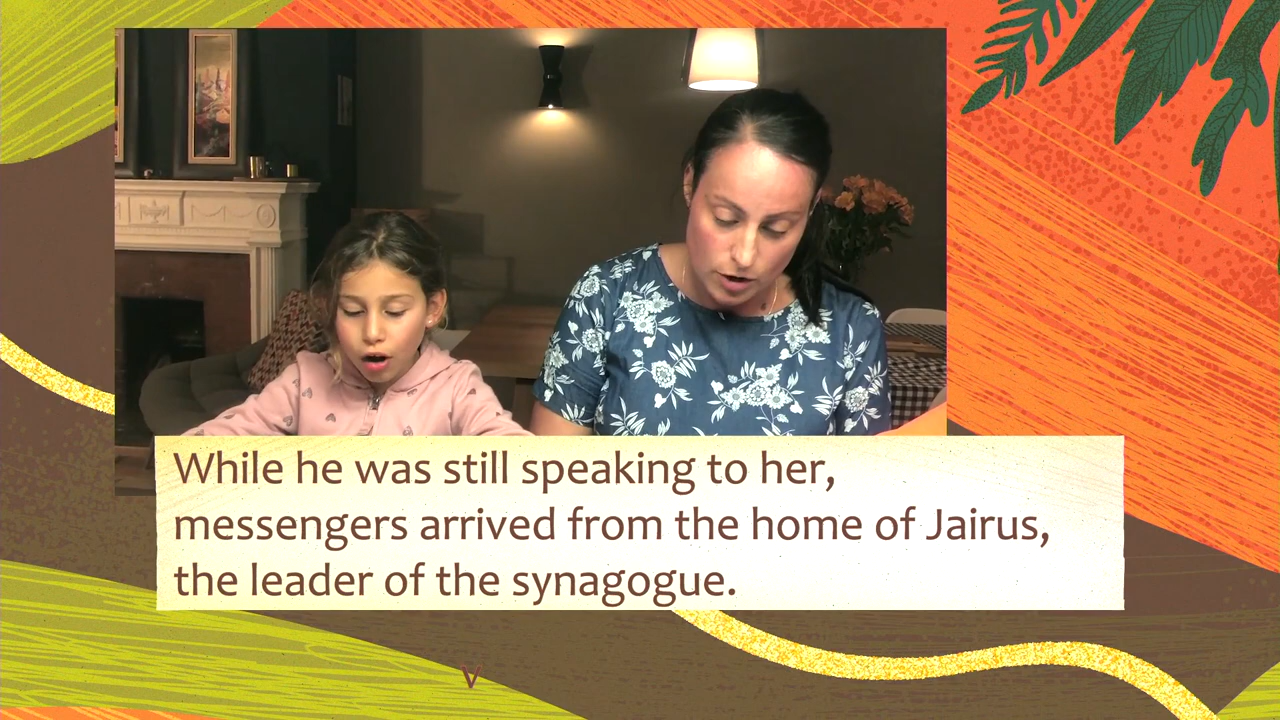 While he was still speaking to her,
messengers arrived from the home of Jairus,
the leader of the synagogue.
v